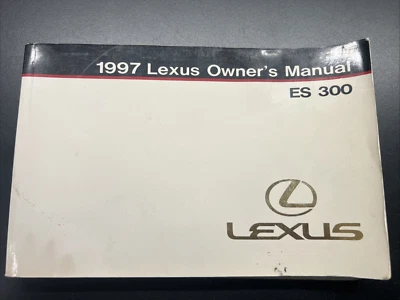 1997 Lexus Owner's Manual
ES 300
LEXUS